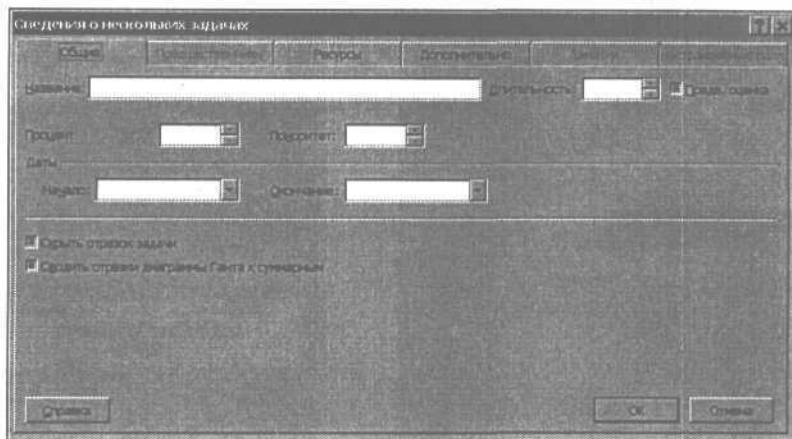 Сведения о нескольких задачах
Общие Ресурсы Дополнительно
Название: Длительность: Предв. оценка
Процент Приоритет:
Даты
Начало: Окончание:
Скрыть отрезок задачи
Сводить отрезки диаграммы Ганта к суммарным
Справка ОК Отмена